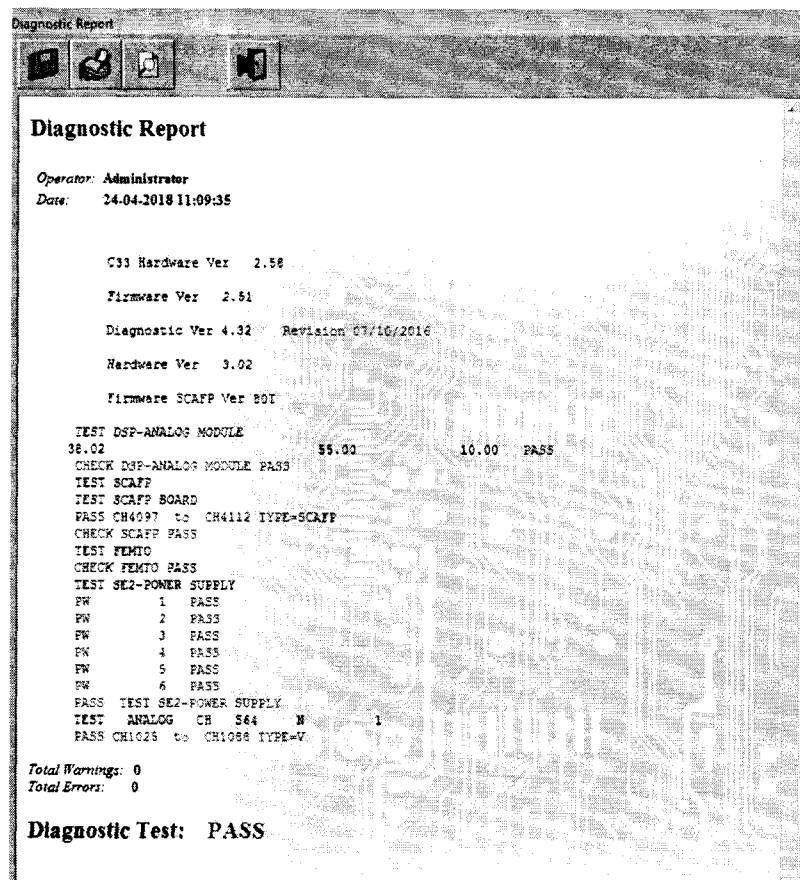 Diagnostic Report
Diagnostic Report
Operator: Administrator
Date: 24-04-2018 11:09:35
C33 Hardware Ver 2.58
Firmware Ver 2.51
Diagnostic Ver 4.32 Revision 07/10/2016
Hardware Ver 3.02
Firmware SCAFP Ver 80I
TEST DSP-ANALOG MODULE
38.02 55.00 10.00 PASS
CHECK DSP-ANALOG MODULE PASS
TEST SCAFP
TEST SCAFP BOARD
PASS CH4097 to CH4112 TYPE=SCAFP
CHECK SCAFP PASS
TEST FEMTO
CHECK FEMTO PASS
TEST SE2-POWER SUPPLY
PW 1 PASS
PW 2 PASS
PW 3 PASS
PW 4 PASS
PW 5 PASS
PW 6 PASS
PASS TEST SE2-POWER SUPPLY
TEST ANALOG CH S64 N 1
PASS CH1025 to CH1088 TYPE=V
Total Warnings: 0
Total Errors: 0
Diagnostic Test: PASS